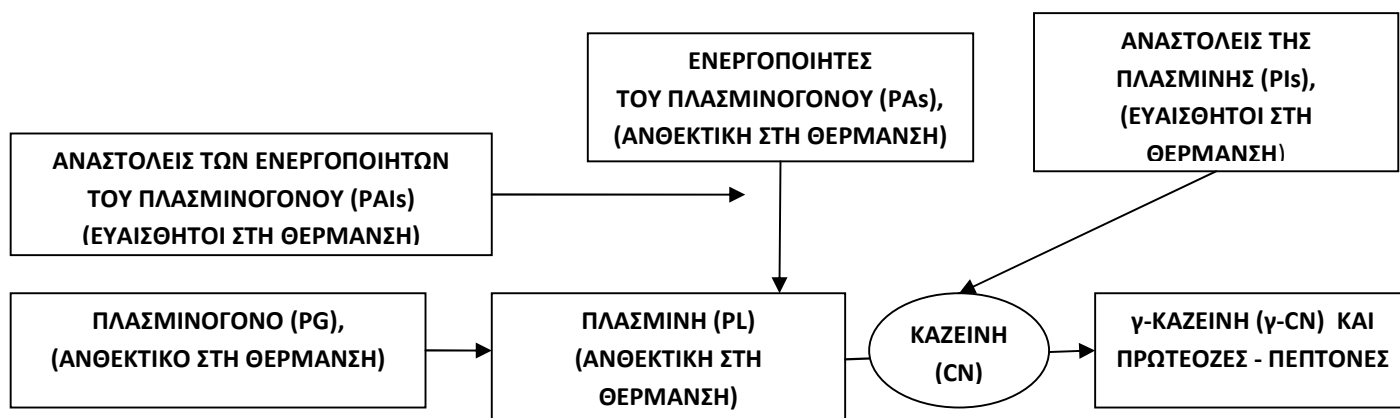 ΕΝΕΡΓΟΠΟΙΗΤΕΣ
ΤΟΥ ΠΛΑΣΜΙΝΟΓΟΝΟΥ (PAs),
(ΑΝΘΕΚΤΙΚΗ ΣΤΗ ΘΕΡΜΑΝΣΗ)
ΑΝΑΣΤΟΛΕΙΣ ΤΗΣ
ΠΛΑΣΜΙΝΗΣ (PIs),
(ΕΥΑΙΣΘΗΤΟΙ ΣΤΗ
ΘΕΡΜΑΝΣΗ)
ΑΝΑΣΤΟΛΕΙΣ ΤΩΝ ΕΝΕΡΓΟΠΟΙΗΤΩΝ
ΤΟΥ ΠΛΑΣΜΙΝΟΓΟΝΟΥ (PAIs)
(ΕΥΑΙΣΘΗΤΟΙ ΣΤΗ ΘΕΡΜΑΝΣΗ)
ΠΛΑΣΜΙΝΟΓΟΝΟ (PG),
(ΑΝΘΕΚΤΙΚΟ ΣΤΗ ΘΕΡΜΑΝΣΗ)
ΠΛΑΣΜΙΝΗ (PL)
(ΑΝΘΕΚΤΙΚΗ ΣΤΗ
ΘΕΡΜΑΝΣΗ)
ΚΑΖΕΙΝΗ
(CN)
γ-ΚΑΖΕΙΝΗ (γ-CN) ΚΑΙ
ΠΡΩΤΕΟΖΕΣ - ΠΕΠΤΟΝΕΣ